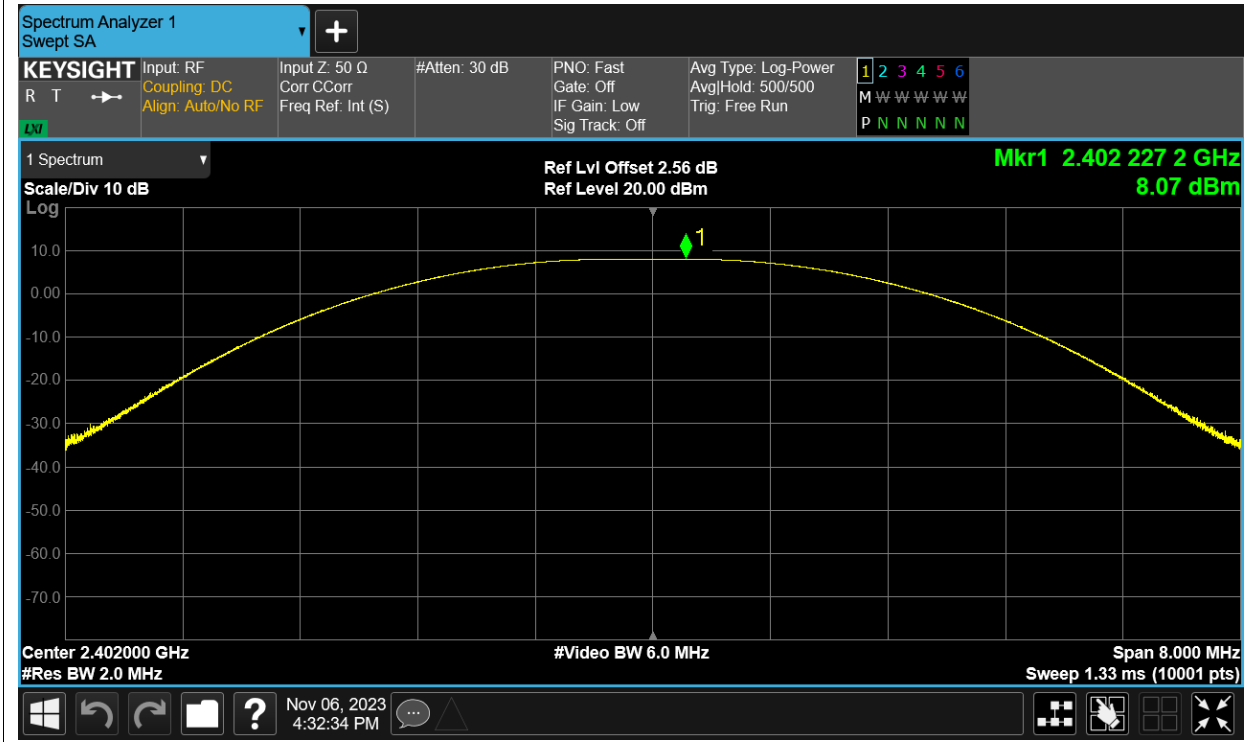 Spectrum Analyzer 1
Swept SA
+
KEYSIGHT
R T
LXI
Input: RF
Coupling: DC
Align: Auto/No RF
Input Z: 50 Ω
Corr CCorr
Freq Ref: Int (S)
#Atten: 30 dB
PNO: Fast
Gate: Off
IF Gain: Low
Sig Track: Off
Avg Type: Log-Power
Avg|Hold: 500/500
Trig: Free Run
1 2 3 4 5 6
M W W W W W
P N N N N N
1 Spectrum
Scale/Div 10 dB
Log
Ref Lvl Offset 2.56 dB
Ref Level 20.00 dBm
Mkr1 2.402 227 2 GHz
8.07 dBm
1
10.0
0.00
-10.0
-20.0
-30.0
-40.0
-50.0
-60.0
-70.0
Center 2.402000 GHz
#Res BW 2.0 MHz
#Video BW 6.0 MHz
Span 8.000 MHz
Sweep 1.33 ms (10001 pts)
?
Nov 06, 2023
4:32:34 PM